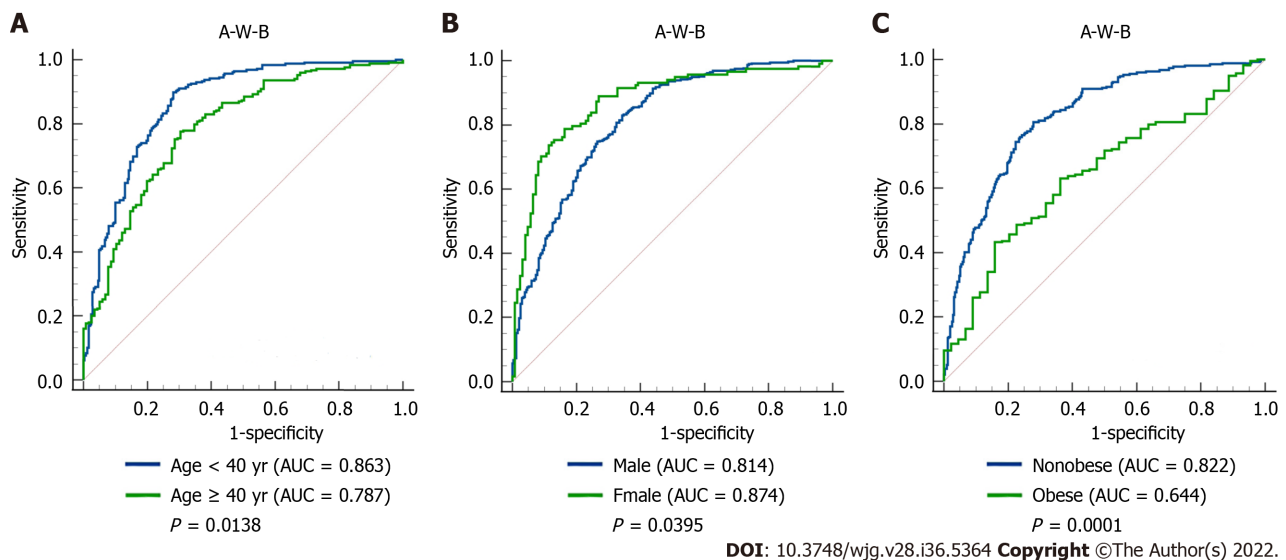 A
A-W-B
1.0
0.8
0.6
0.4
0.2
0.0
Sensitivity
0.2 0.4 0.6 0.8 1.0
1-specificity
Age < 40 yr (AUC = 0.863)
Age ≥ 40 yr (AUC = 0.787)
P = 0.0138
B
A-W-B
1.0
0.8
0.6
0.4
0.2
0.0
Sensitivity
0.2 0.4 0.6 0.8 1.0
1-specificity
Male (AUC = 0.814)
Fmale (AUC = 0.874)
P = 0.0395
C
A-W-B
1.0
0.8
0.6
0.4
0.2
0.0
Sensitivity
0.2 0.4 0.6 0.8 1.0
1-specificity
Nonobese (AUC = 0.822)
Obese (AUC = 0.644)
P = 0.0001
DOI: 10.3748/wjg.v28.i36.5364 Copyright ©The Author(s) 2022.